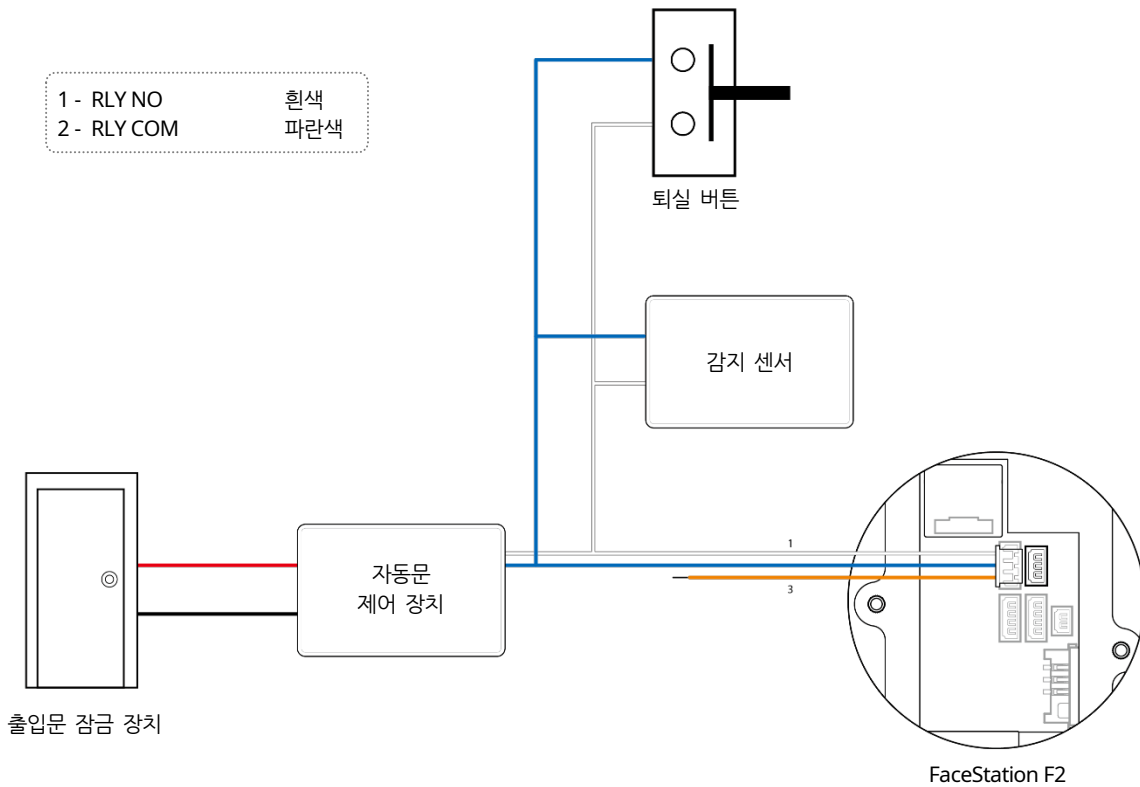 1 - RLY NO 흰색
2 - RLY COM 파란색
퇴실 버튼
감지 센서
1
3
자동문
제어 장치
출입문 잠금 장치
FaceStation F2